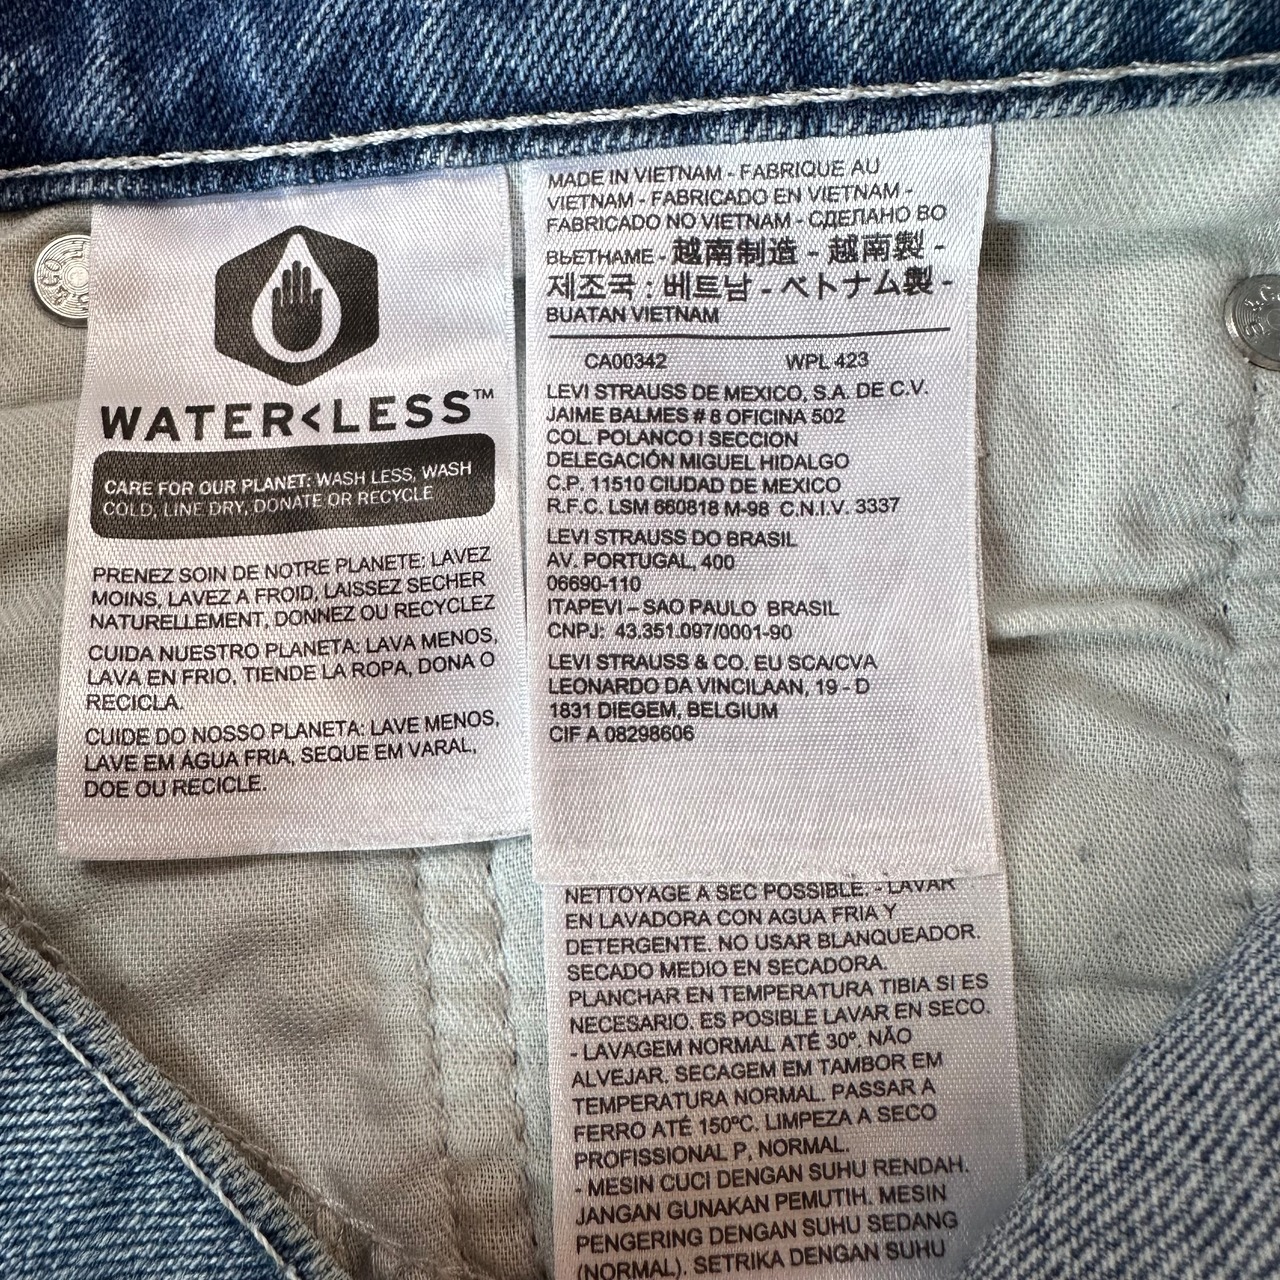 WATER<LESS™
CARE FOR OUR PLANET: WASH LESS, WASH
COLD, LINE DRY, DONATE OR RECYCLE
PRENEZ SOIN DE NOTRE PLANETE: LAVEZ
MOINS, LAVEZ A FROID, LAISSEZ SECHER
NATURELLEMENT, DONNEZ OU RECYCLEZ
CUIDA NUESTRO PLANETA: LAVA MENOS,
LAVA EN FRIO, TIENDE LA ROPA, DONA O
RECICLA.
CUIDE DO NOSSO PLANETA: LAVE MENOS,
LAVE EM ÁGUA FRIA, SEQUE EM VARAL,
DOE OU RECICLE.
MADE IN VIETNAM - FABRIQUE AU
VIETNAM - FABRICADO EN VIETNAM -
FABRICADO NO VIETNAM - СДЕЛАНО ВО
ВЬЕТНАМЕ - 越南制造 - 越南製 -
제조국 : 베트남 - ベトナム製 -
BUATAN VIETNAM
CA00342 WPL 423
LEVI STRAUSS DE MEXICO, S.A. DE C.V.
JAIME BALMES # 8 OFICINA 502
COL. POLANCO I SECCION
DELEGACIÓN MIGUEL HIDALGO
C.P. 11510 CIUDAD DE MEXICO
R.F.C. LSM 660818 M-98 C.N.I.V. 3337
LEVI STRAUSS DO BRASIL
AV. PORTUGAL, 400
06690-110
ITAPEVI – SAO PAULO BRASIL
CNPJ: 43.351.097/0001-90
LEVI STRAUSS & CO. EU SCA/CVA
LEONARDO DA VINCILAAN, 19 - D
1831 DIEGEM, BELGIUM
CIF A 08298606
NETTOYAGE A SEC POSSIBLE. - LAVAR
EN LAVADORA CON AGUA FRIA Y
DETERGENTE. NO USAR BLANQUEADOR.
SECADO MEDIO EN SECADORA.
PLANCHAR EN TEMPERATURA TIBIA SI ES
NECESARIO. ES POSIBLE LAVAR EN SECO.
- LAVAGEM NORMAL ATÉ 30º. NÃO
ALVEJAR. SECAGEM EM TAMBOR EM
TEMPERATURA NORMAL. PASSAR A
FERRO ATÉ 150ºC. LIMPEZA A SECO
PROFISSIONAL P, NORMAL.
- MESIN CUCI DENGAN SUHU RENDAH.
JANGAN GUNAKAN PEMUTIH. MESIN
PENGERING DENGAN SUHU SEDANG
(NORMAL). SETRIKA DENGAN SUHU